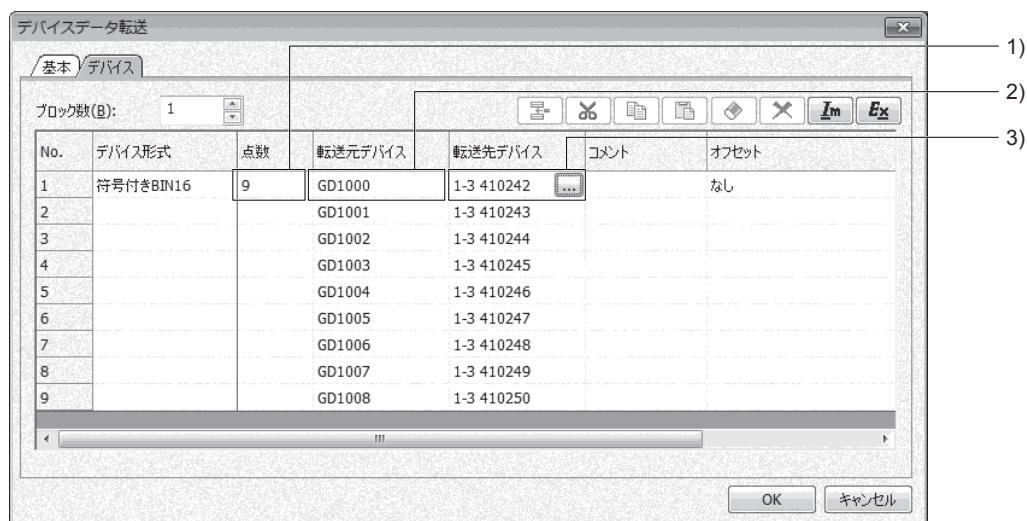 デバイスデータ転送
1)
基本 デバイス
2)
ブロック数(B): 1 Im Ex
3)
No. デバイス形式 点数 転送元デバイス 転送先デバイス コメント オフセット
1 符号付きBIN16 9 GD1000 1-3 410242 ... なし
2 GD1001 1-3 410243
3 GD1002 1-3 410244
4 GD1003 1-3 410245
5 GD1004 1-3 410246
6 GD1005 1-3 410247
7 GD1006 1-3 410248
8 GD1007 1-3 410249
9 GD1008 1-3 410250
OK キャンセル